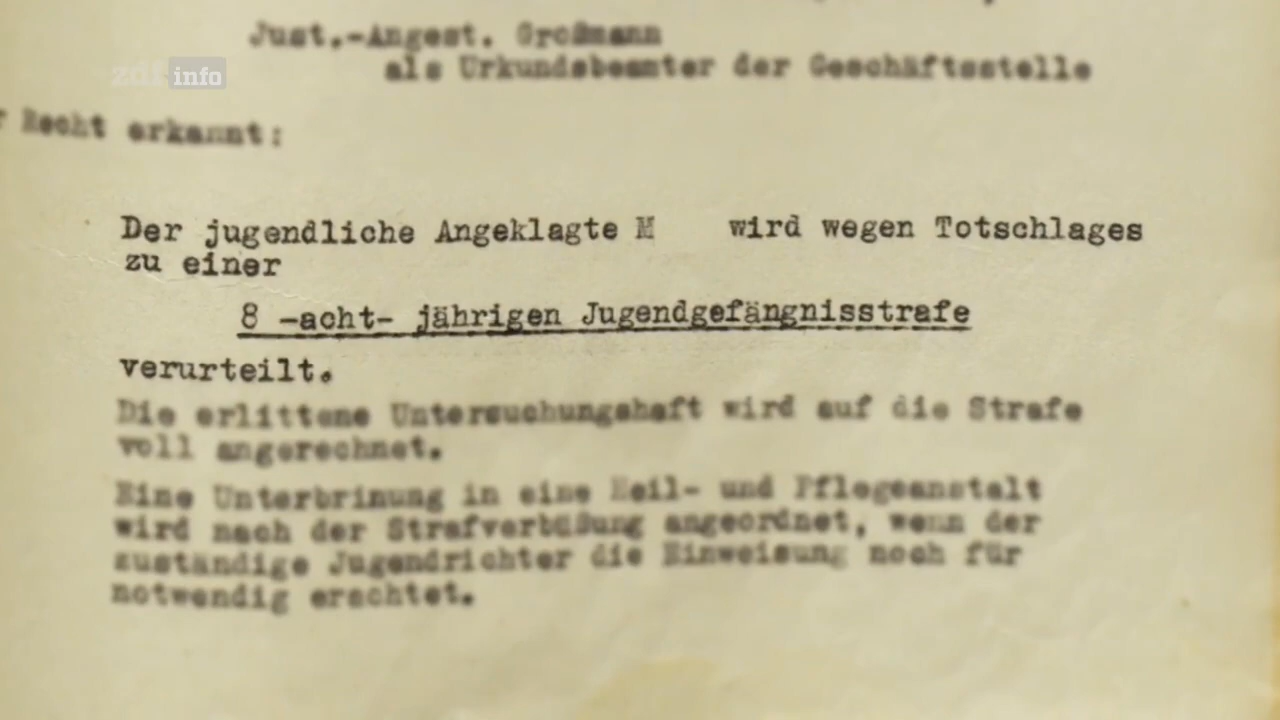 Just.-Angest. Großmann
als Urkundsbeamter der Geschäftsstelle
zdf info
r Recht erkannt:
Der jugendliche Angeklagte M wird wegen Totschlages
zu einer
8 -acht- jährigen Jugendgefängnisstrafe
verurteilt.
Die erlittene Untersuchungshaft wird auf die Strafe
voll angerechnet.
Eine Unterbrinung in eine Heil- und Pflegeanstalt
wird nach der Strafverbüßung angeordnet, wenn der
zuständige Jugendrichter die Einweisung noch für
notwendig erachtet.